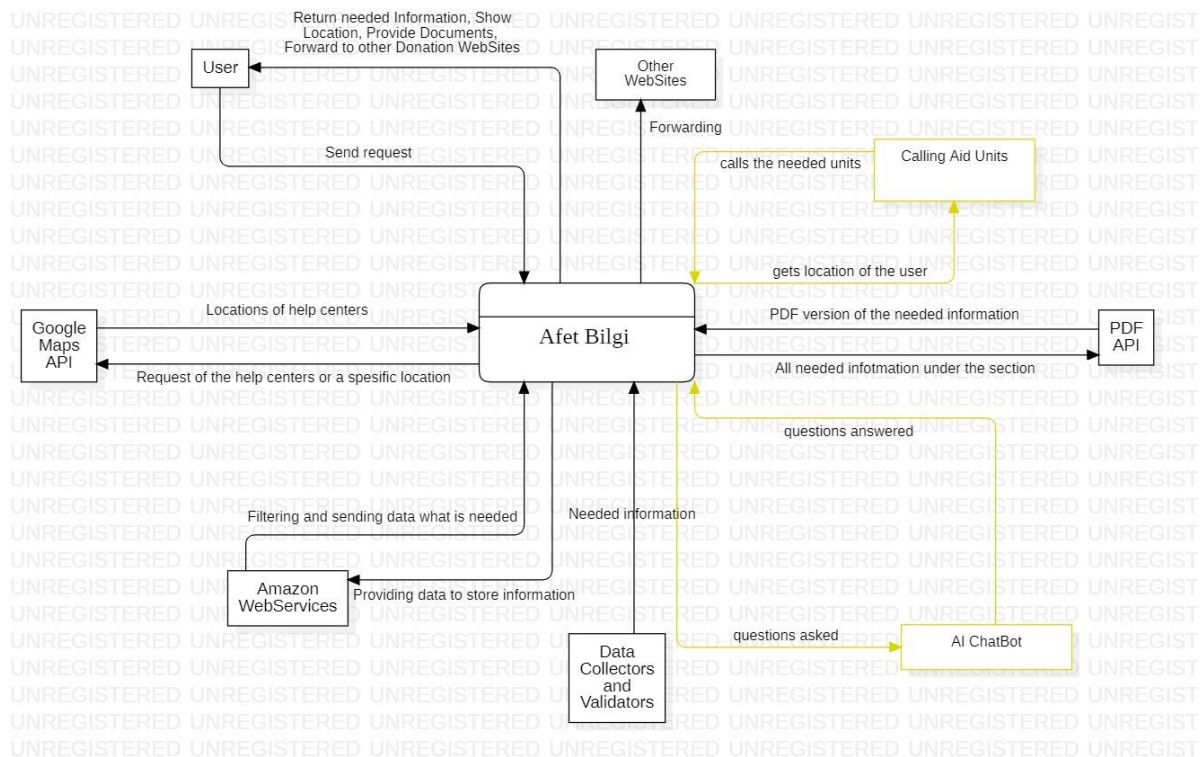 Return needed Information, Show
Location, Provide Documents,
Forward to other Donation WebSites
User
Other
WebSites
Forwarding
Send request
calls the needed units
Calling Aid Units
gets location of the user
Locations of help centers
Google
Maps
API
Afet Bilgi
PDF version of the needed information
PDF
API
Request of the help centers or a spesific location
All needed infotmation under the section
questions answered
Filtering and sending data what is needed
Needed information
Amazon
WebServices
Providing data to store information
questions asked
AI ChatBot
Data
Collectors
and
Validators
UNREGISTERED